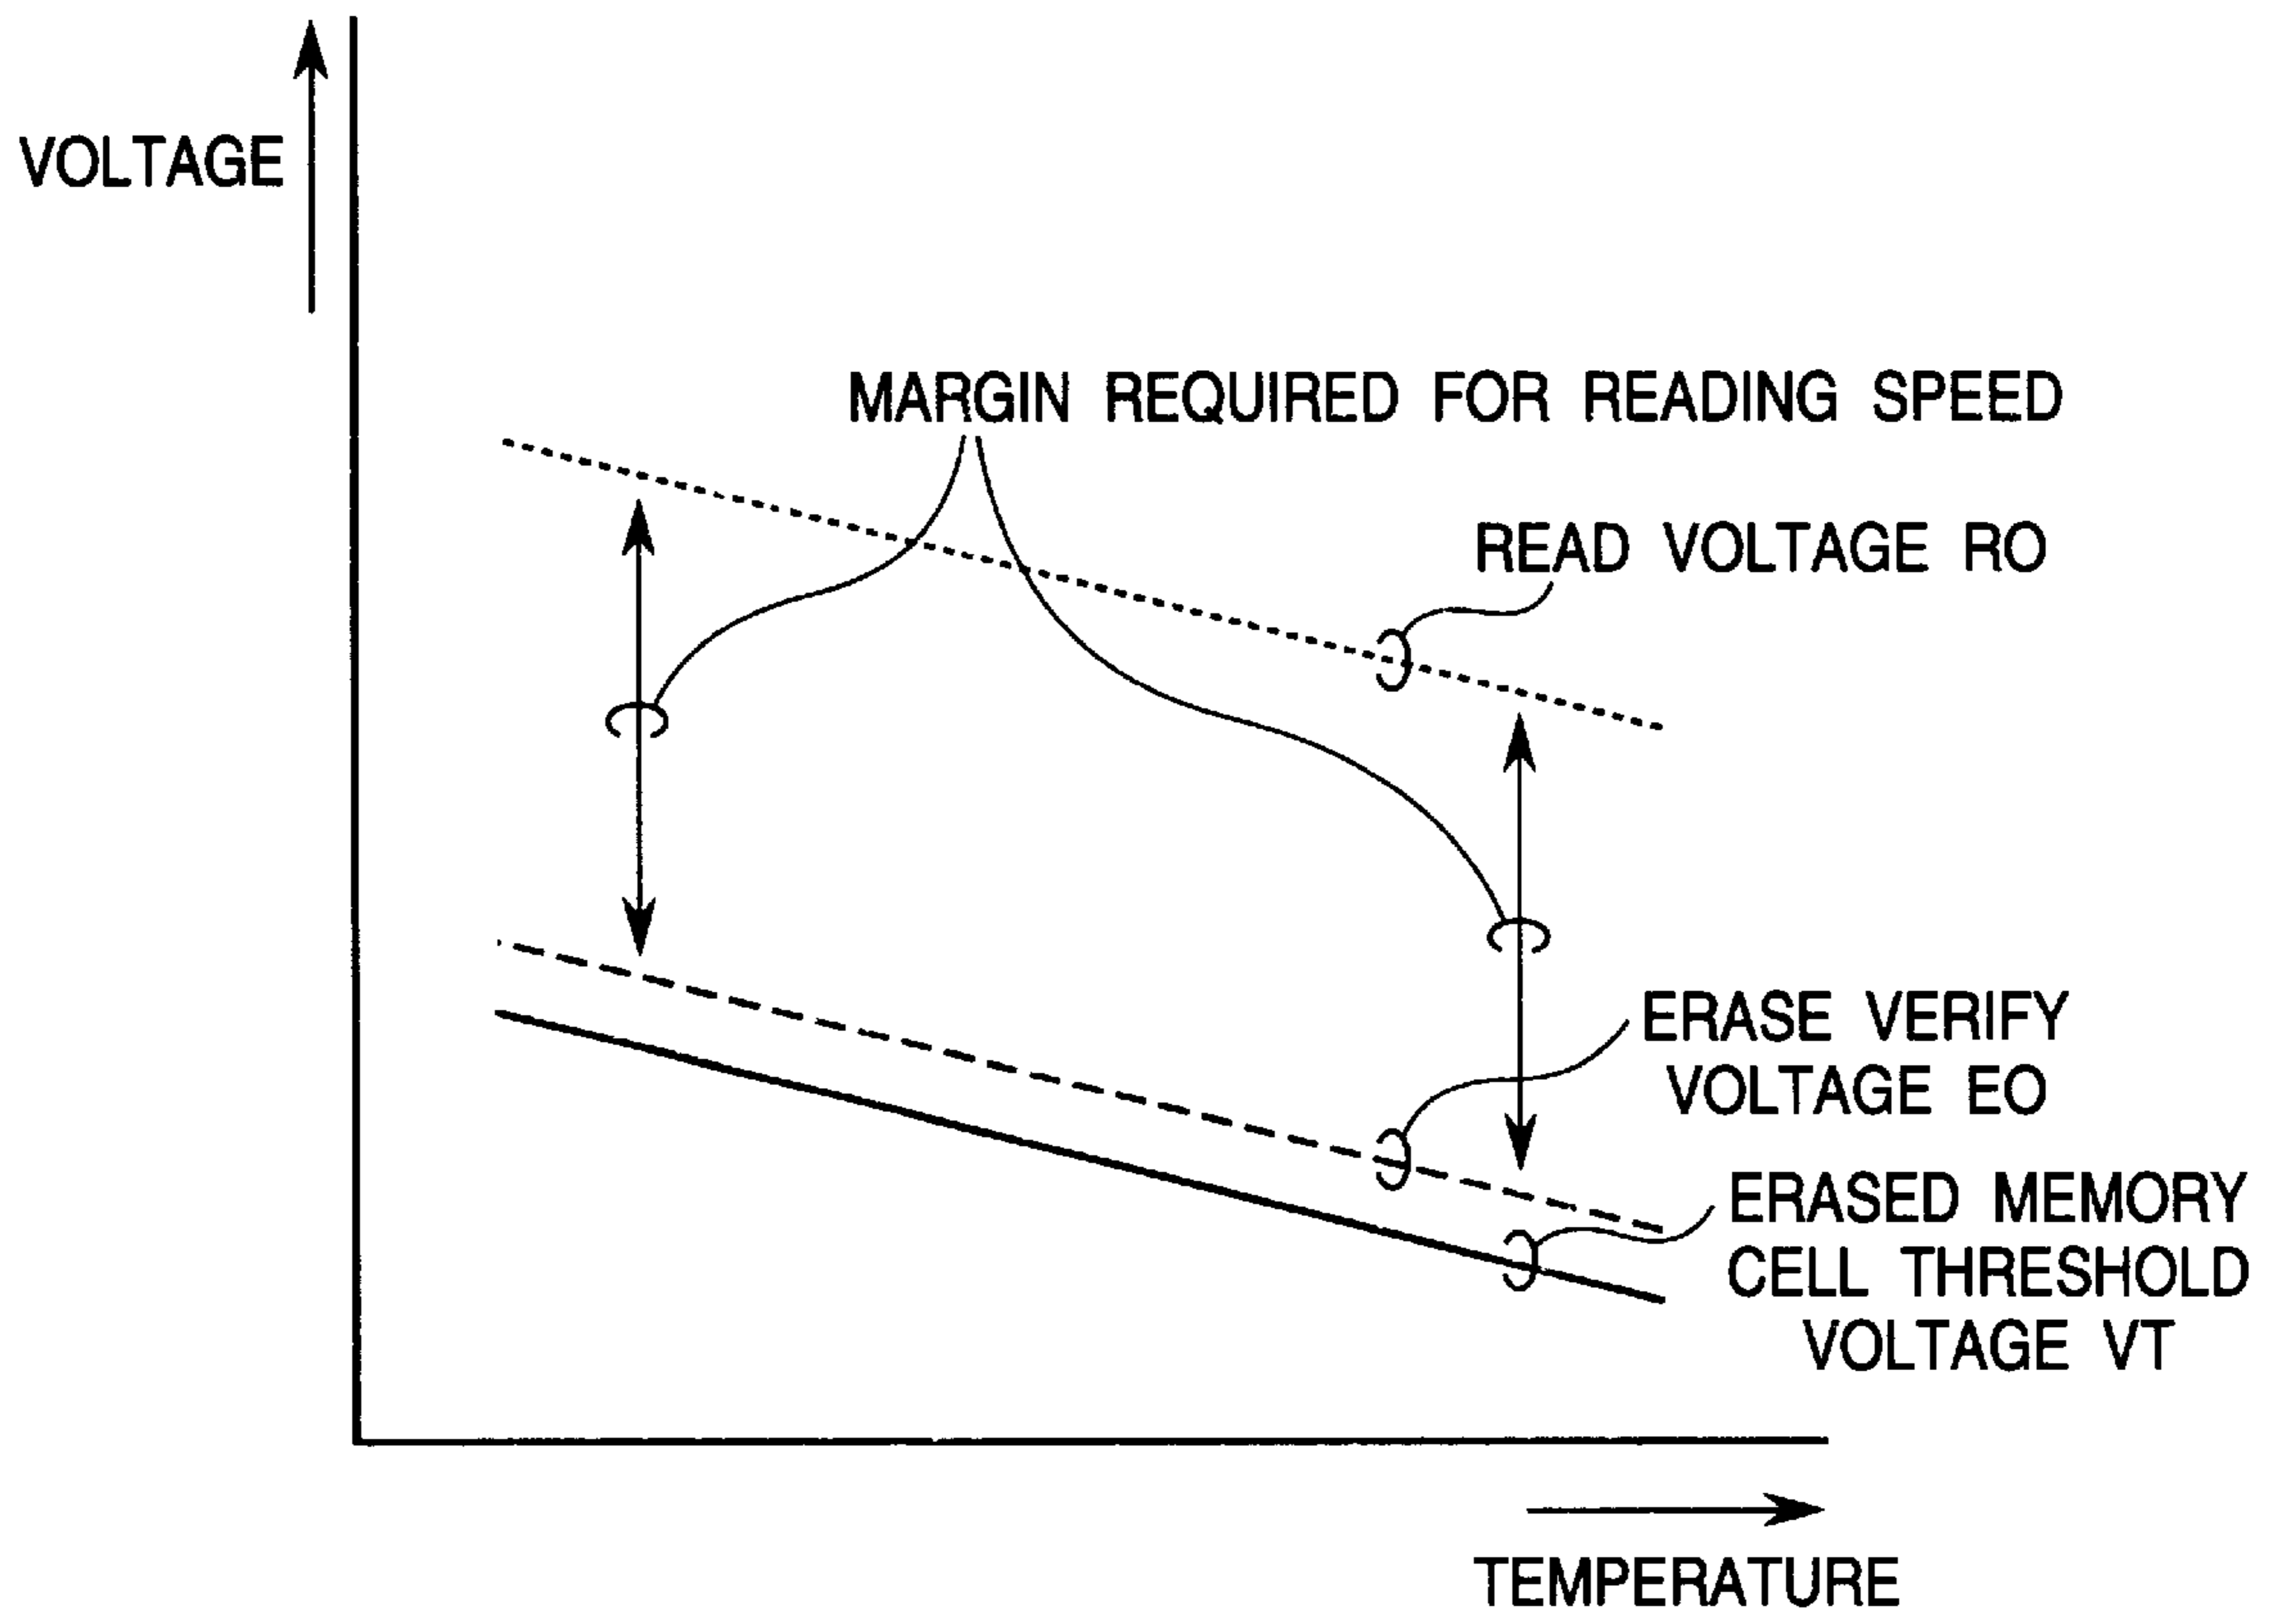 VOLTAGE
MARGIN REQUIRED FOR READING SPEED
READ VOLTAGE RO
ERASE VERIFY
VOLTAGE EO
ERASED MEMORY
CELL THRESHOLD
VOLTAGE VT
TEMPERATURE